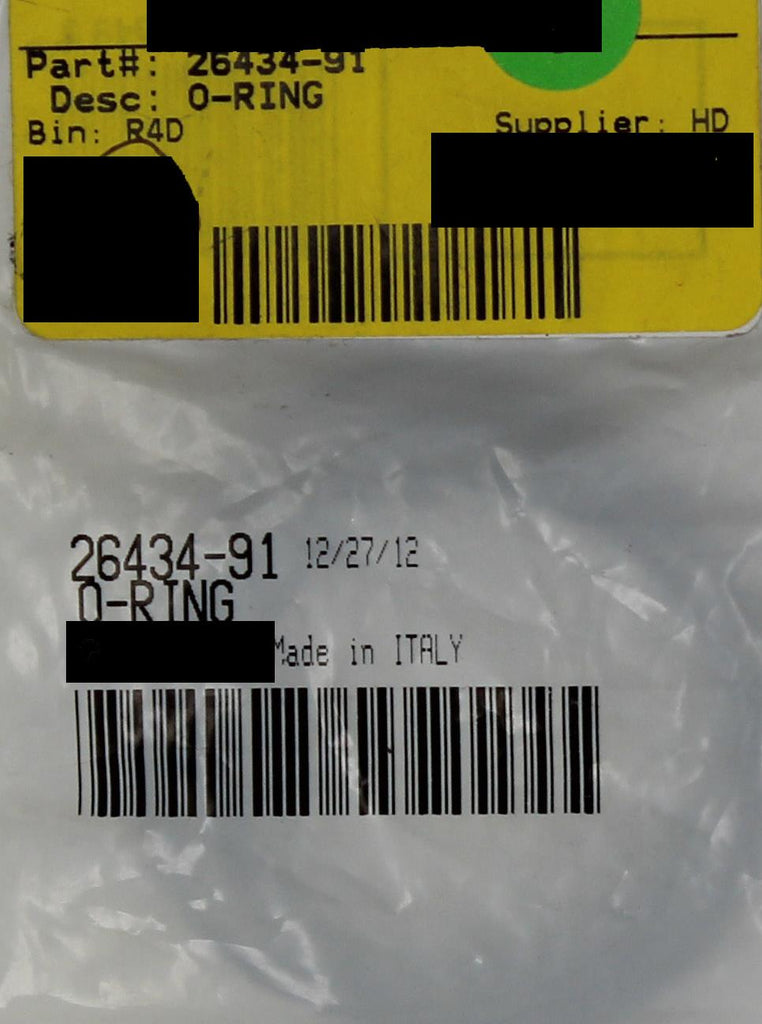 Part#: 26434-91
Desc: O-RING
Bin: R4D
Supplier: HD
26434-91 12/27/12
O-RING
Made in ITALY